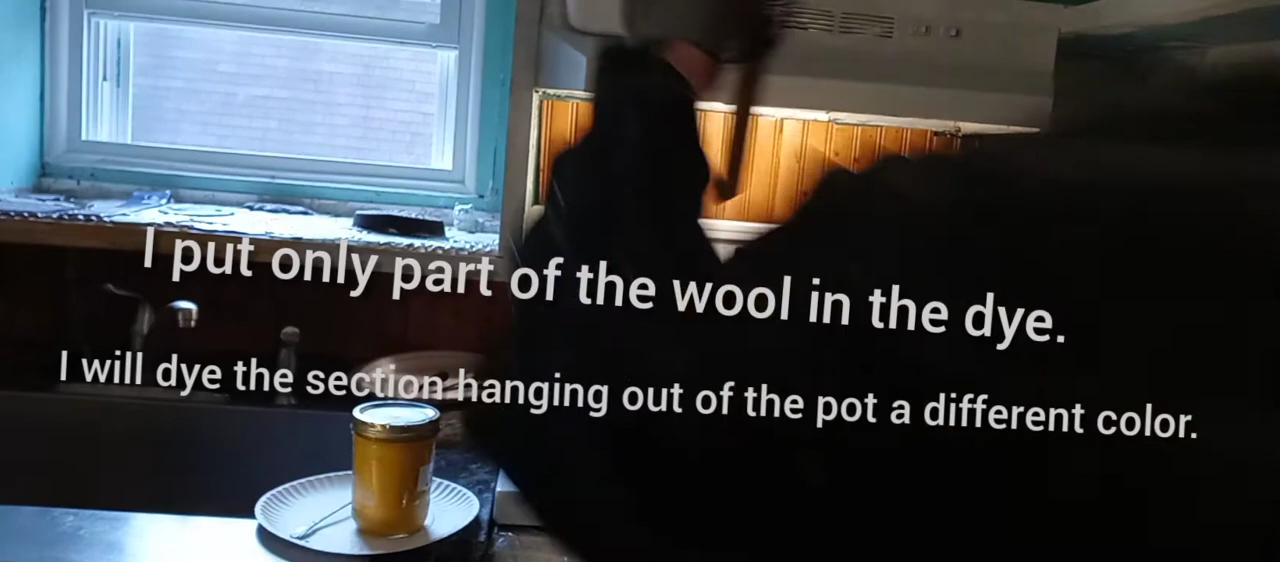 I put only part of the wool in the dye.
I will dye the section hanging out of the pot a different color.